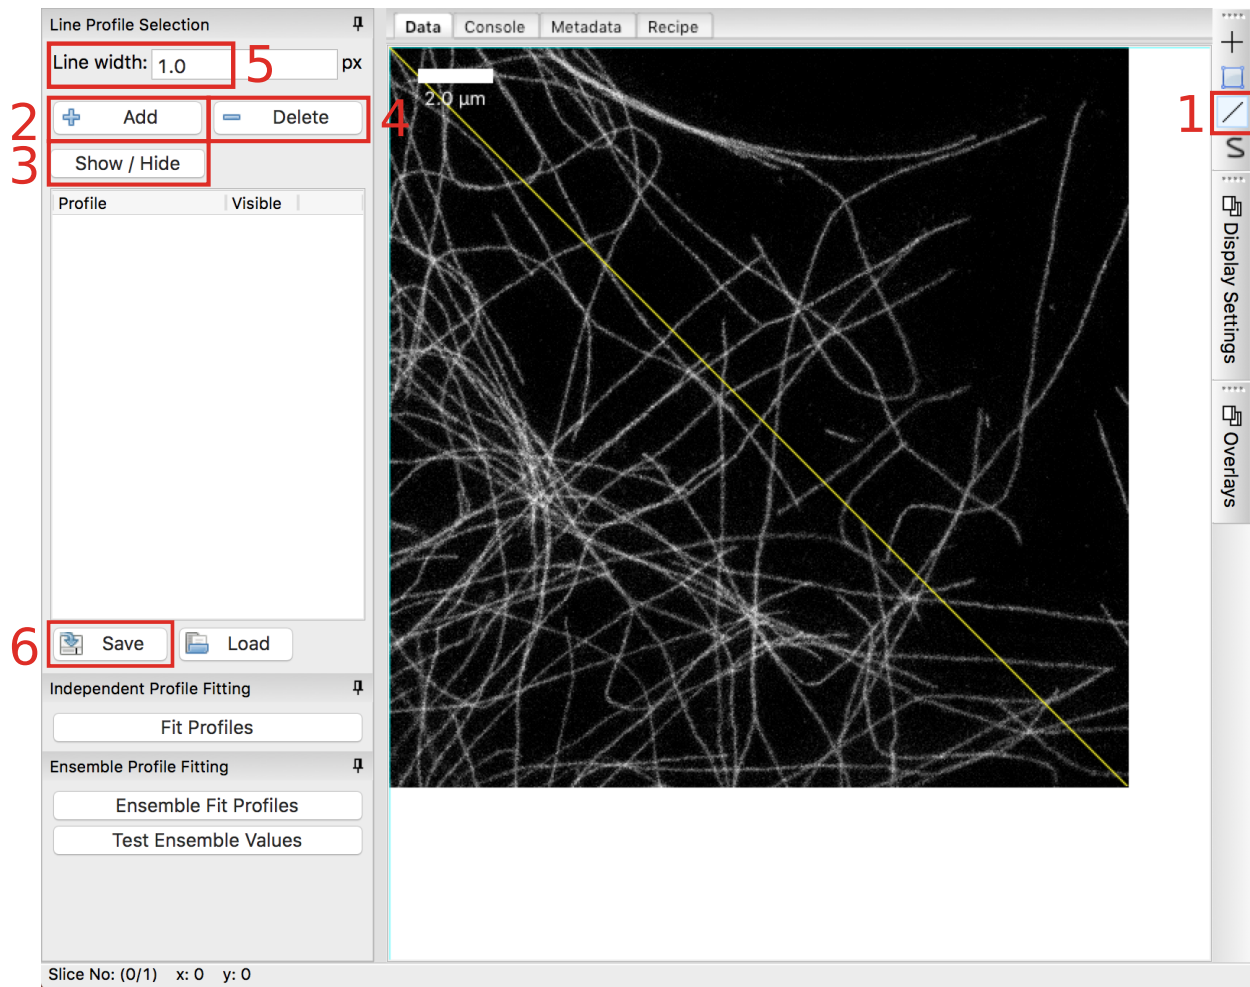 Line Profile Selection
Line width: 1.0 px
5
2
Add
Delete
4
3
Show / Hide
Profile Visible
6
Save
Load
Independent Profile Fitting
Fit Profiles
Ensemble Profile Fitting
Ensemble Fit Profiles
Test Ensemble Values
Slice No: (0/1) x: 0 y: 0
Data Console Metadata Recipe
2.0 µm
1
Display Settings
Overlays